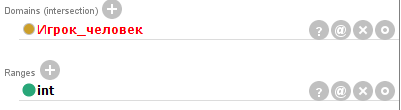 Domains (intersection) +
Игрок_человек
? @ × o
Ranges +
int
? @ × o